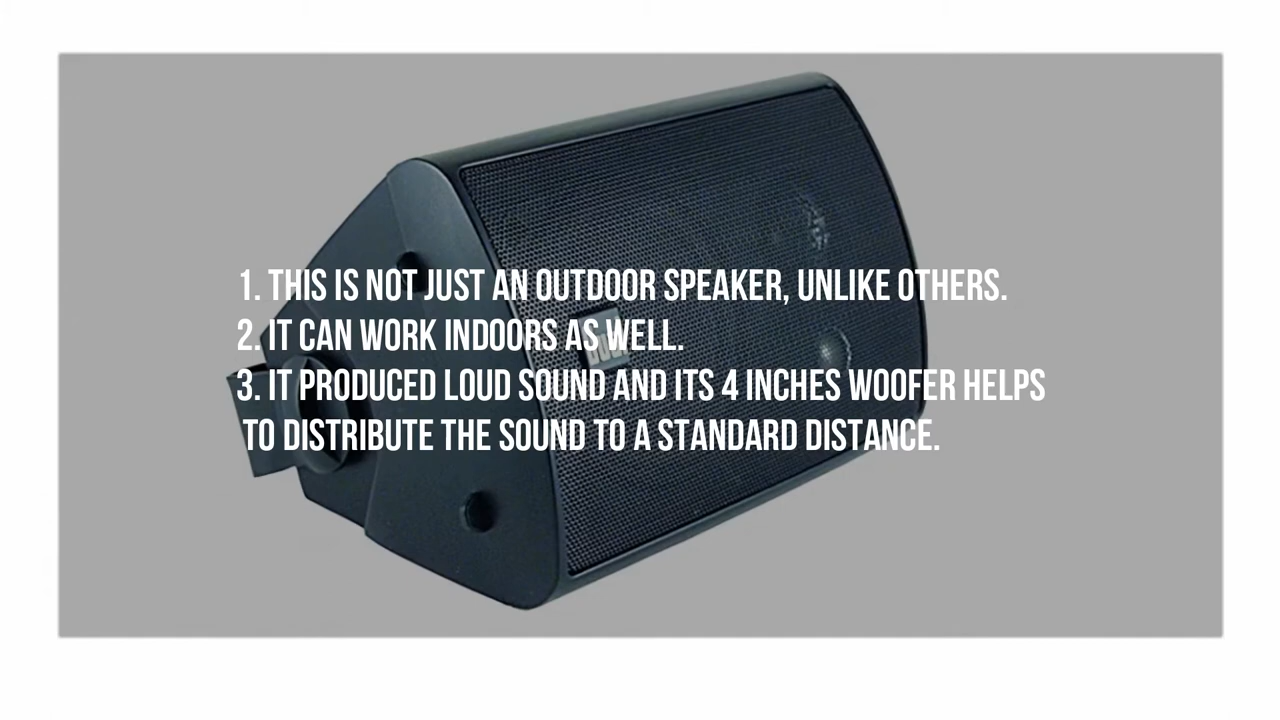 1. THIS IS NOT JUST AN OUTDOOR SPEAKER, UNLIKE OTHERS.
2. IT CAN WORK INDOORS AS WELL.
3. IT PRODUCED LOUD SOUND AND ITS 4 INCHES WOOFER HELPS
TO DISTRIBUTE THE SOUND TO A STANDARD DISTANCE.